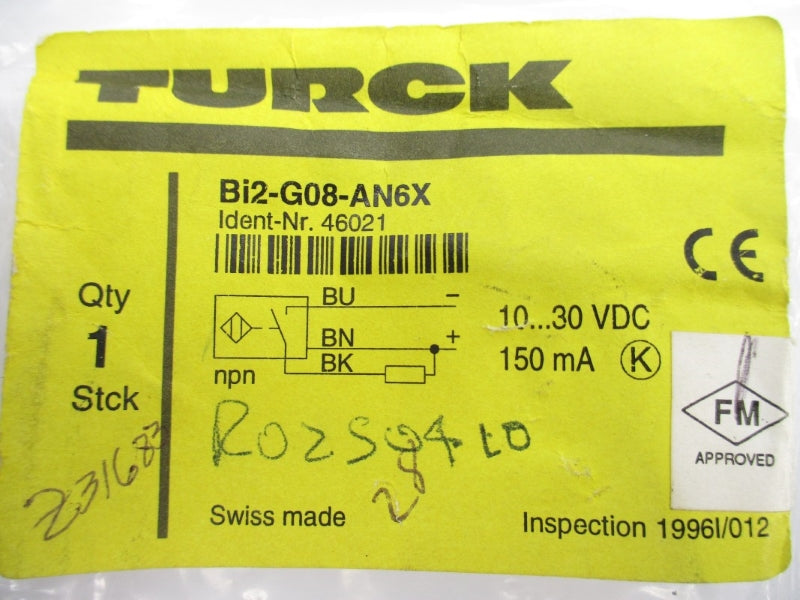 TURCK
Bi2-G08-AN6X
Ident-Nr. 46021
CE
Qty
1
Stck
BU −
BN +
BK
npn
10...30 VDC
150 mA K
FM
APPROVED
28
Swiss made
Inspection 1996I/012